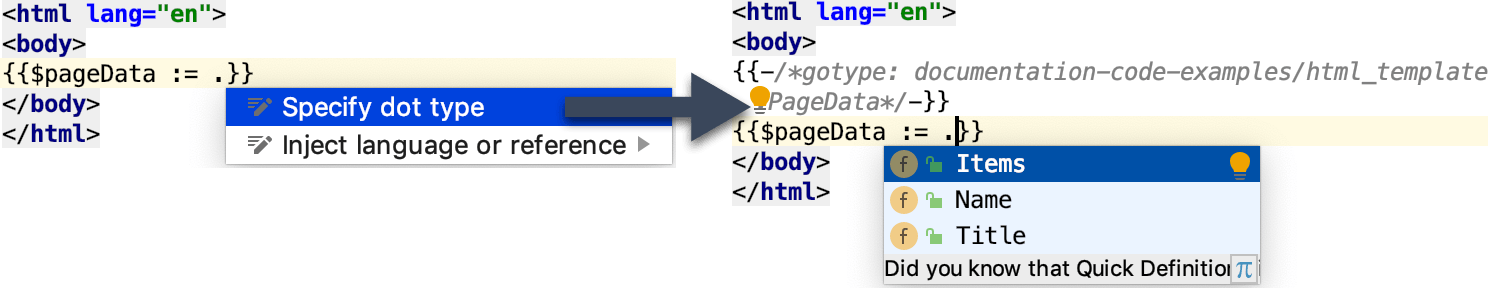 <html lang="en">
<body>
{{$pageData := .}}
</body>
</html>
Specify dot type
Inject language or reference
<html lang="en">
<body>
{{-/*gotype: documentation-code-examples/html_template
PageData*/-}}
{{$pageData := .}}
</body>
</html>
f Items
f Name
f Title
Did you know that Quick Definition π